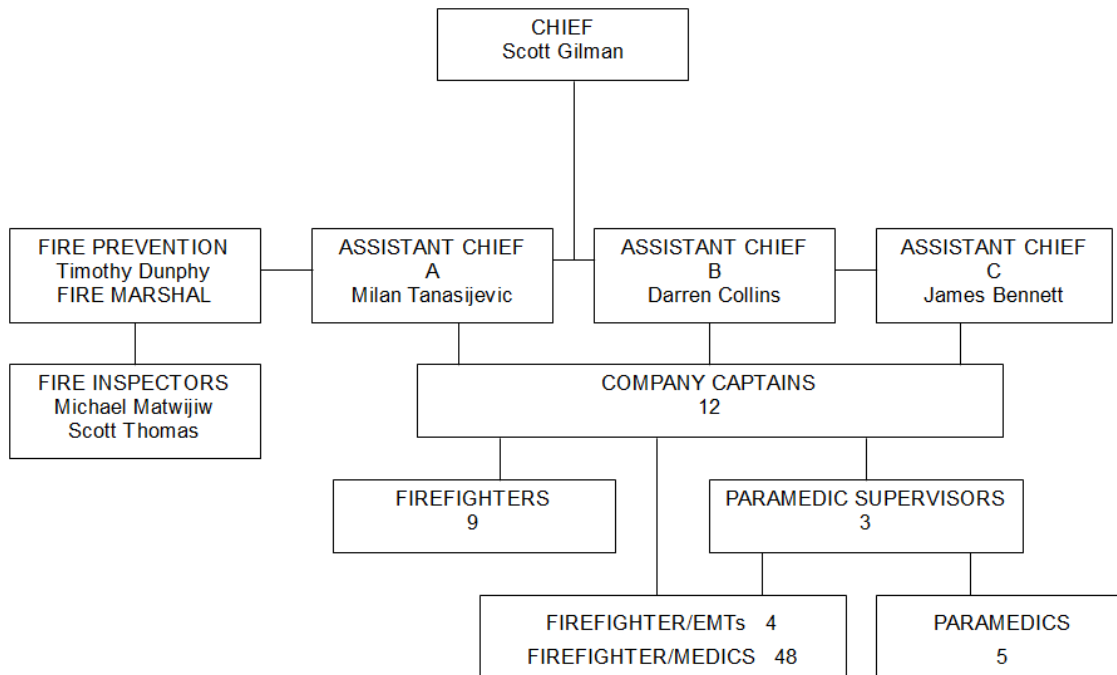 CHIEF
Scott Gilman
FIRE PREVENTION
Timothy Dunphy
FIRE MARSHAL
ASSISTANT CHIEF
A
Milan Tanasijevic
ASSISTANT CHIEF
B
Darren Collins
ASSISTANT CHIEF
C
James Bennett
FIRE INSPECTORS
Michael Matwijiw
Scott Thomas
COMPANY CAPTAINS
12
FIREFIGHTERS
9
PARAMEDIC SUPERVISORS
3
FIREFIGHTER/EMTs 4
FIREFIGHTER/MEDICS 48
PARAMEDICS
5